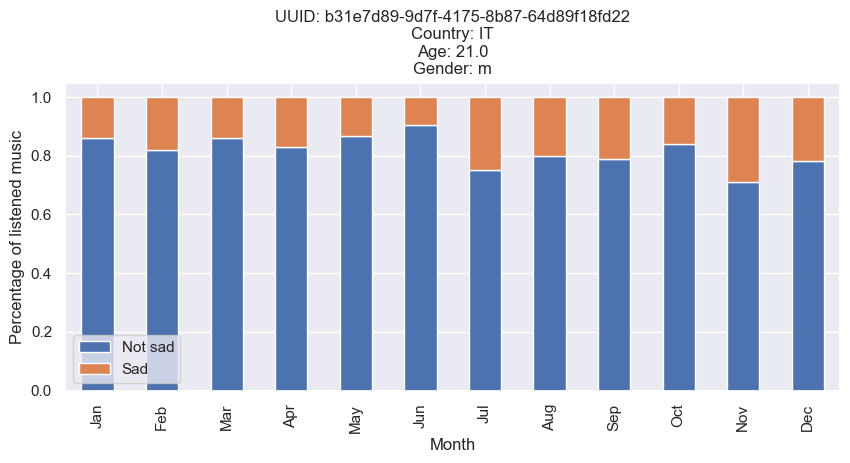 UUID: b31e7d89-9d7f-4175-8b87-64d89f18fd22
Country: IT
Age: 21.0
Gender: m
Percentage of listened music
1.0
0.8
0.6
0.4
0.2
0.0
Not sad
Sad
Jan
Feb
Mar
Apr
May
Jun
Jul
Aug
Sep
Oct
Nov
Dec
Month